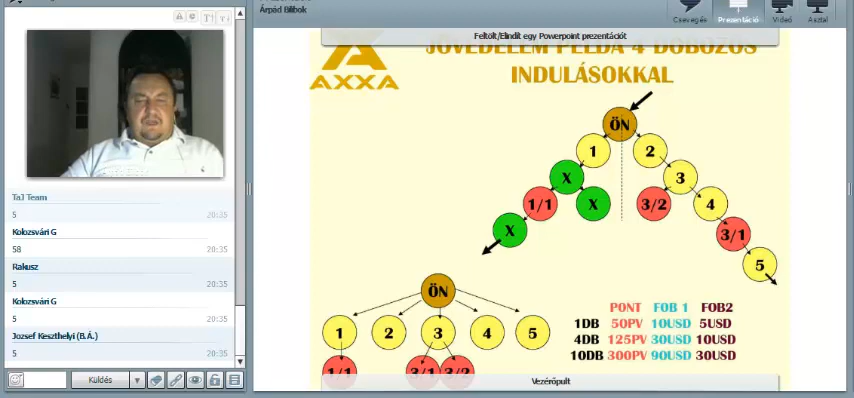 Árpád Bilibok
Csevegés
Prezentáció
Videó
Asztal
Feltölt/Elindít egy Powerpoint prezentációt
JÖVEDELEM PÉLDA 4 DOBOZOS
INDULÁSOKKAL
AXXA
ÖN
1
2
X
3
1/1
X
3/2
4
X
3/1
5
ÖN
1
2
3
4
5
1/1
3/1
3/2
PONT FOB 1 FOB2
1DB 50PV 10USD 5USD
4DB 125PV 30USD 10USD
10DB 300PV 90USD 30USD
Vezérlőpult
TaJ Team
5 20:35
Kolozsvári G
58 20:35
Rakusz
5 20:35
Kolozsvári G
5 20:35
Jozsef Keszthelyi (B.Á.)
5 20:35
Küldés